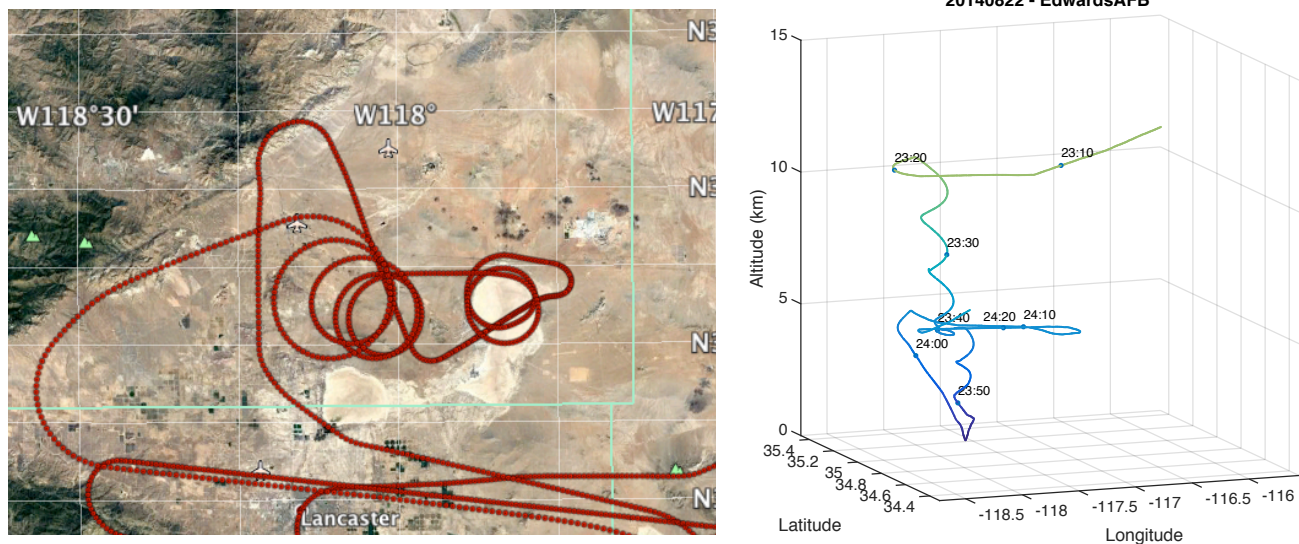 W118°30'
W118°
W117
N3
N3
N3
N3
Lancaster
20140822 - EdwardsAFB
15
10
5
0
Altitude (km)
23:20
23:10
23:30
23:40
24:20
24:10
24:00
23:50
35.4
35.2
35
34.8
34.6
34.4
Latitude
-118.5
-118
-117.5
-117
-116.5
-116
Longitude